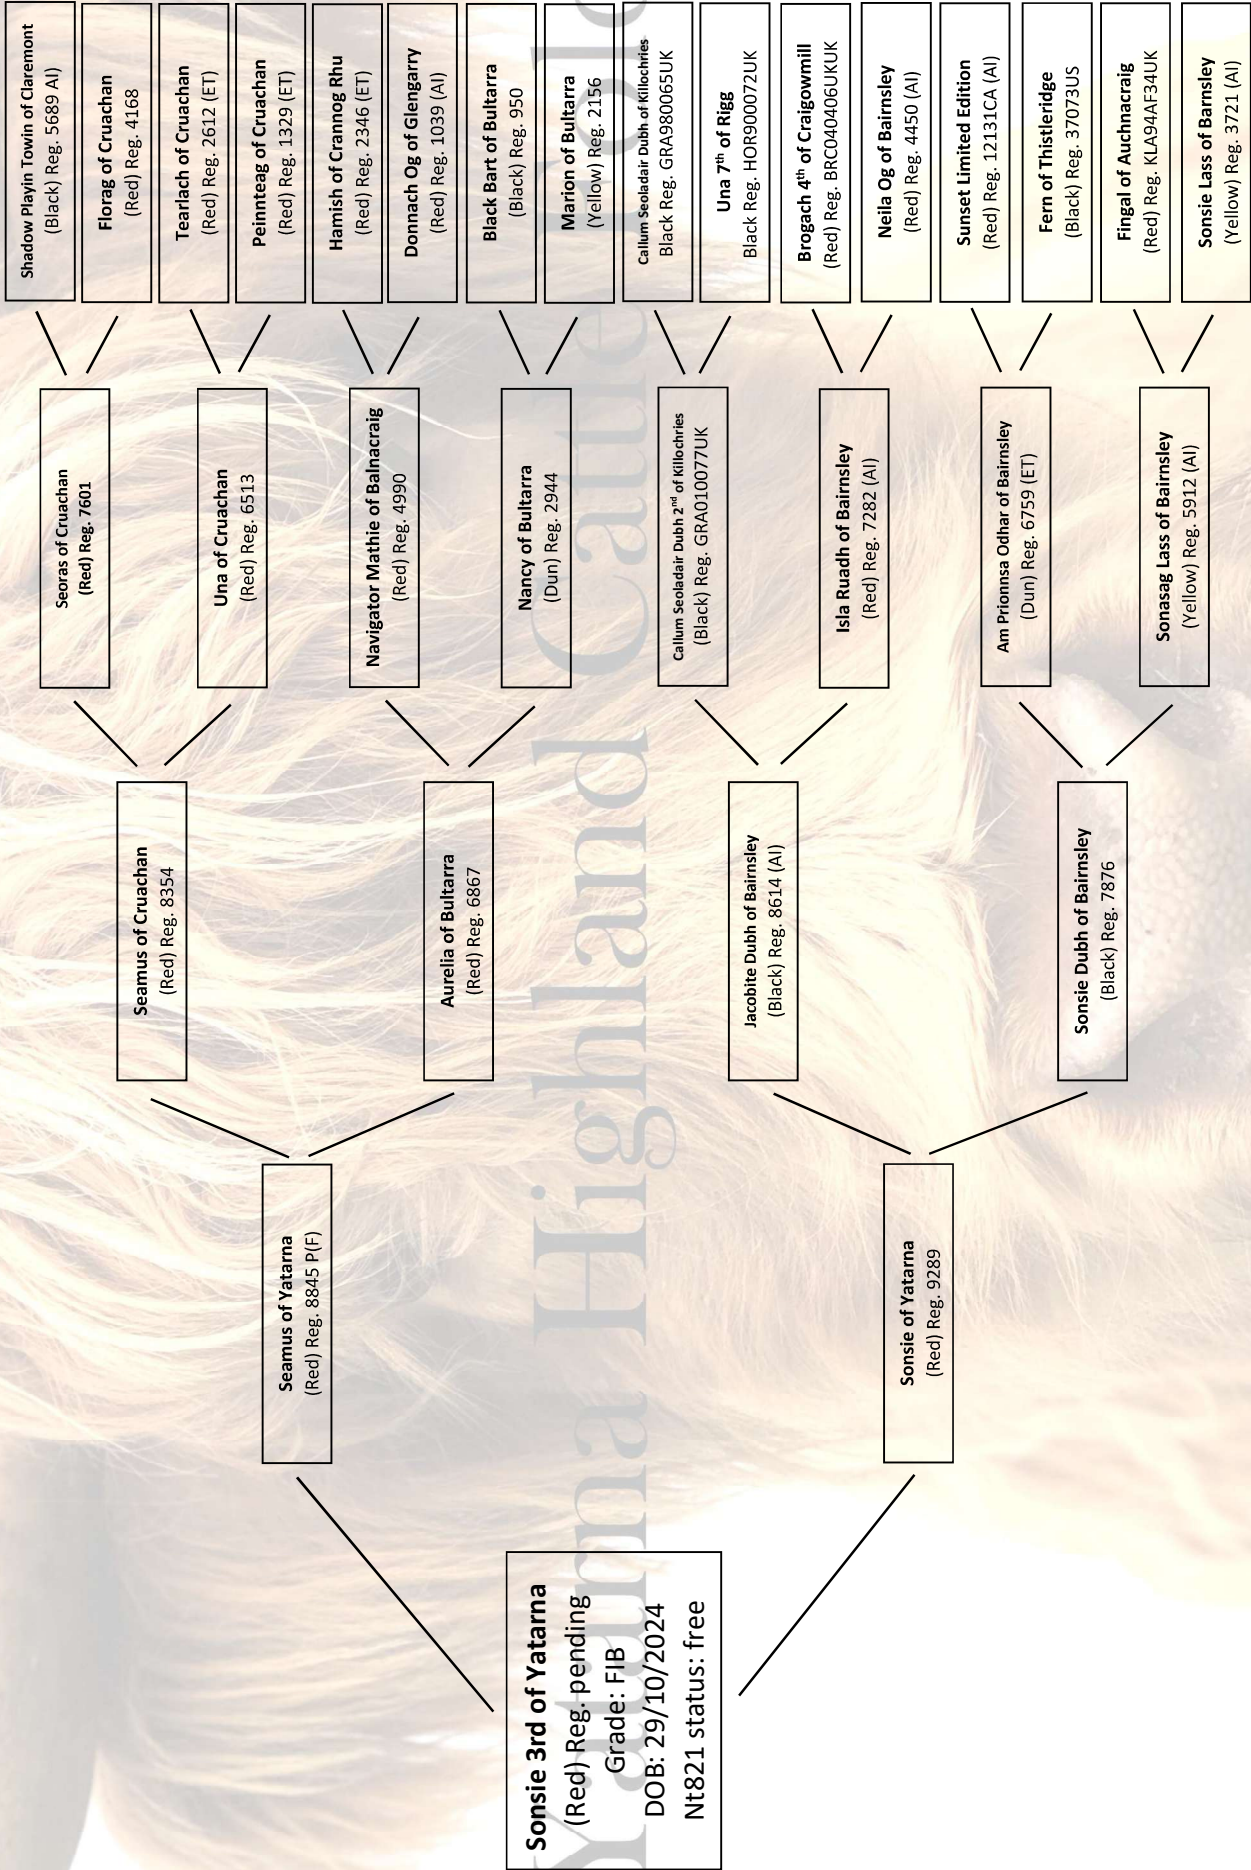 Yatarna Highland Cattle Fold
Sonsie 3rd of Yatarna
(Red) Reg. pending
Grade: FIB
DOB: 29/10/2024
Nt821 status: free
Seamus of Yatarna
(Red) Reg. 8845 P(F)
Sonsie of Yatarna
(Red) Reg. 9289
Seamus of Cruachan
(Red) Reg. 8354
Aurelia of Bultarra
(Red) Reg. 6867
Jacobite Dubh of Bairnsley
(Black) Reg. 8614 (AI)
Sonsie Dubh of Bairnsley
(Black) Reg. 7876
Seoras of Cruachan
(Red) Reg. 7601
Una of Cruachan
(Red) Reg. 6513
Navigator Mathie of Balnacraig
(Red) Reg. 4990
Nancy of Bultarra
(Dun) Reg. 2944
Callum Seoladair Dubh 2nd of Killochries
(Black) Reg. GRA010077UK
Isla Ruadh of Bairnsley
(Red) Reg. 7282 (AI)
Am Prionnsa Odhar of Bairnsley
(Dun) Reg. 6759 (ET)
Sonasag Lass of Bairnsley
(Yellow) Reg. 5912 (AI)
Shadow Playin Towin of Claremont
(Black) Reg. 5689 AI)
Florag of Cruachan
(Red) Reg. 4168
Tearlach of Cruachan
(Red) Reg. 2612 (ET)
Peinnteag of Cruachan
(Red) Reg. 1329 (ET)
Hamish of Crannog Rhu
(Red) Reg. 2346 (ET)
Donnach Og of Glengarry
(Red) Reg. 1039 (AI)
Black Bart of Bultarra
(Black) Reg. 950
Marion of Bultarra
(Yellow) Reg. 2156
Callum Seoladair Dubh of Killochries
Black Reg. GRA980065UK
Una 7th of Rigg
Black Reg. HOR900072UK
Brogach 4th of Craigowmill
(Red) Reg. BRC040406UKUK
Neila Og of Bairnsley
(Red) Reg. 4450 (AI)
Sunset Limited Edition
(Red) Reg. 12131CA (AI)
Fern of Thistleridge
(Black) Reg. 37073US
Fingal of Auchnacraig
(Red) Reg. KLA94AF34UK
Sonsie Lass of Barnsley
(Yellow) Reg. 3721 (AI)